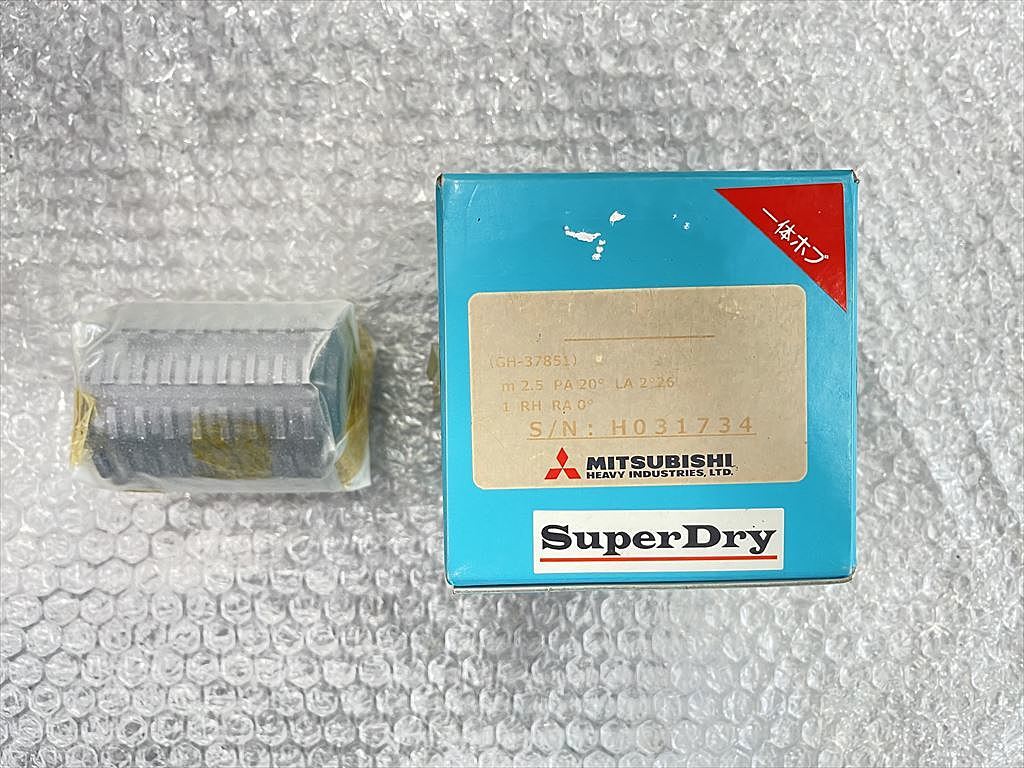 一体ホブ
(GH-37851)
m 2.5 PA 20° LA 2°26'
1 RH RA 0°
S/N: H031734
MITSUBISHI
HEAVY INDUSTRIES, LTD.
SuperDry